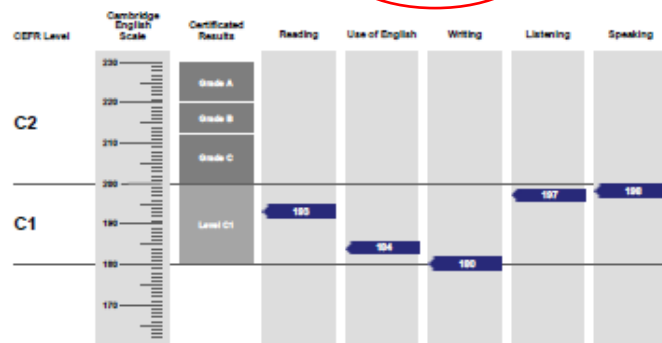 CEFR Level
Cambridge English Scale
Certificated Results
Reading
Use of English
Writing
Listening
Speaking
230
Grade A
220
Grade B
C2
210
Grade C
200
197
198
193
Level C1
C1
190
184
180
180
170